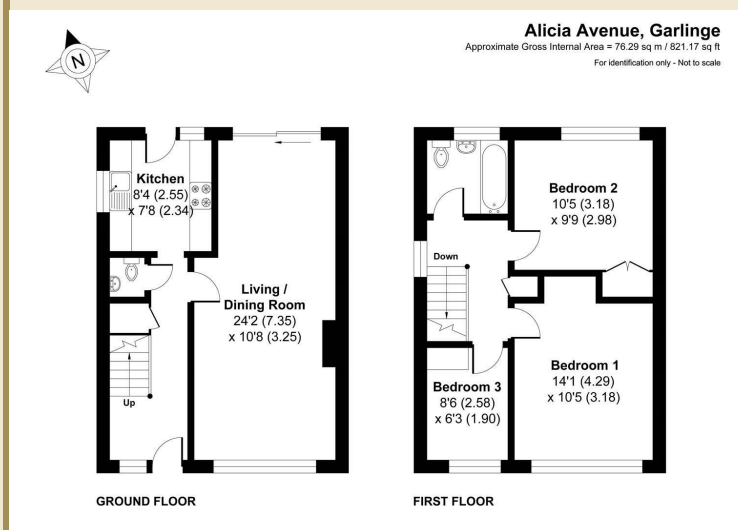 Alicia Avenue, Garlinge
Approximate Gross Internal Area = 76.29 sq m / 821.17 sq ft
For identification only - Not to scale
N
Kitchen
8'4 (2.55)
x 7'8 (2.34)
Living /
Dining Room
24'2 (7.35)
x 10'8 (3.25)
Up
GROUND FLOOR
Bedroom 2
10'5 (3.18)
x 9'9 (2.98)
Down
Bedroom 1
14'1 (4.29)
x 10'5 (3.18)
Bedroom 3
8'6 (2.58)
x 6'3 (1.90)
FIRST FLOOR